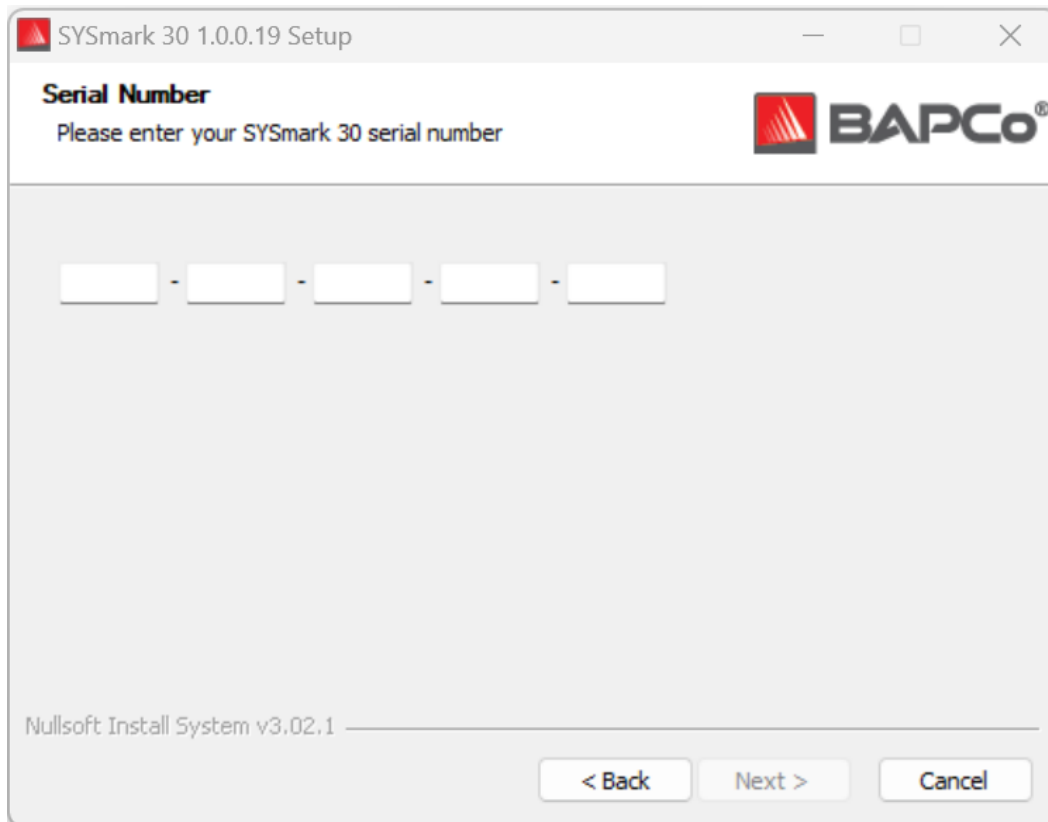 SYSmark 30 1.0.0.19 Setup
Serial Number
Please enter your SYSmark 30 serial number
BAPCo®
- - - -
Nullsoft Install System v3.02.1
< Back Next > Cancel